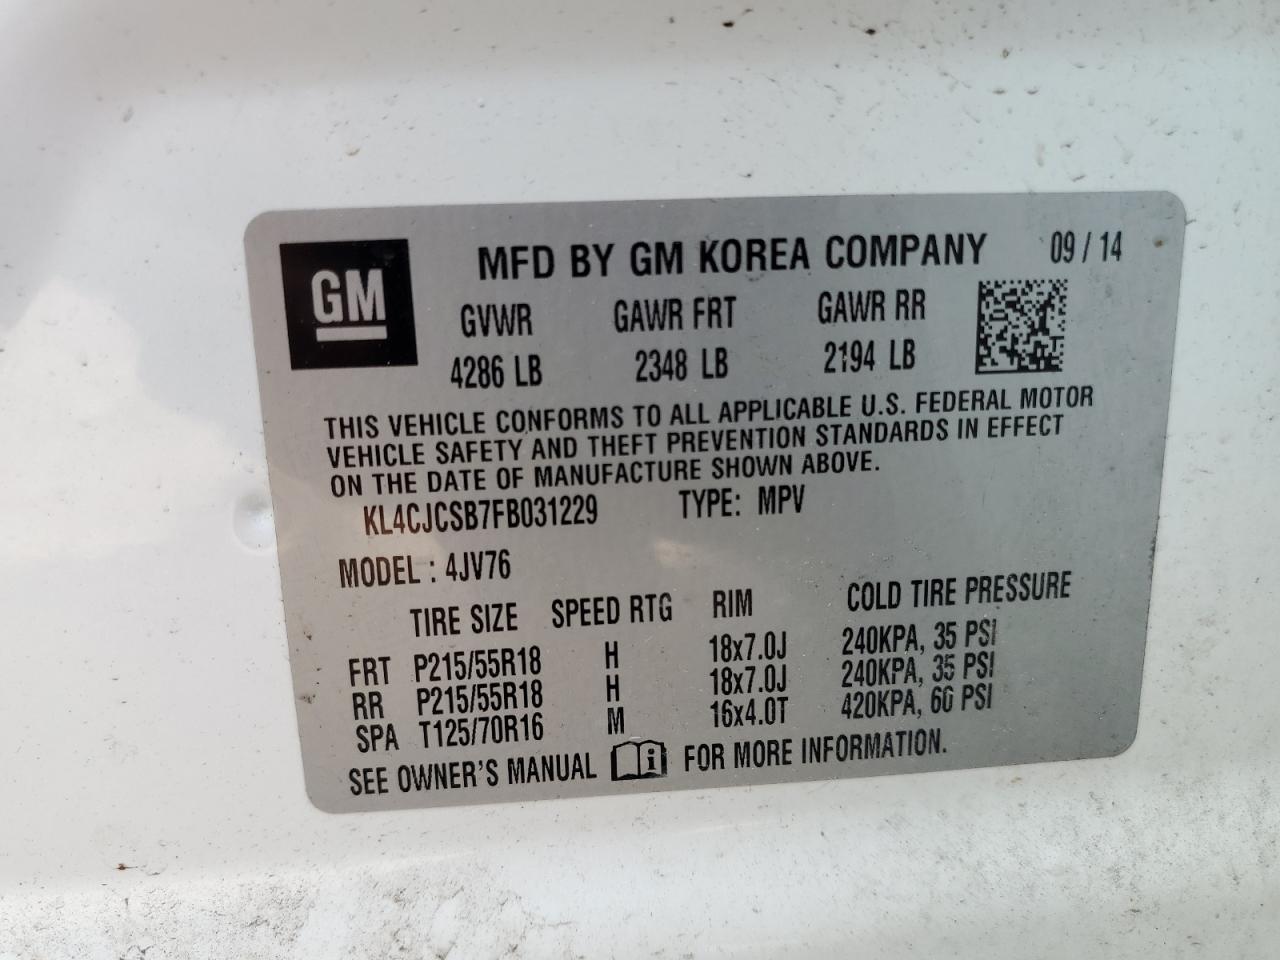 GM
MFD BY GM KOREA COMPANY 09 / 14
GVWR GAWR FRT GAWR RR
4286 LB 2348 LB 2194 LB
THIS VEHICLE CONFORMS TO ALL APPLICABLE U.S. FEDERAL MOTOR
VEHICLE SAFETY AND THEFT PREVENTION STANDARDS IN EFFECT
ON THE DATE OF MANUFACTURE SHOWN ABOVE.
KL4CJCSB7FB031229 TYPE: MPV
MODEL : 4JV76
TIRE SIZE SPEED RTG RIM COLD TIRE PRESSURE
FRT P215/55R18 H 18x7.0J 240KPA, 35 PSI
RR P215/55R18 H 18x7.0J 240KPA, 35 PSI
SPA T125/70R16 M 16x4.0T 420KPA, 60 PSI
SEE OWNER'S MANUAL i FOR MORE INFORMATION.